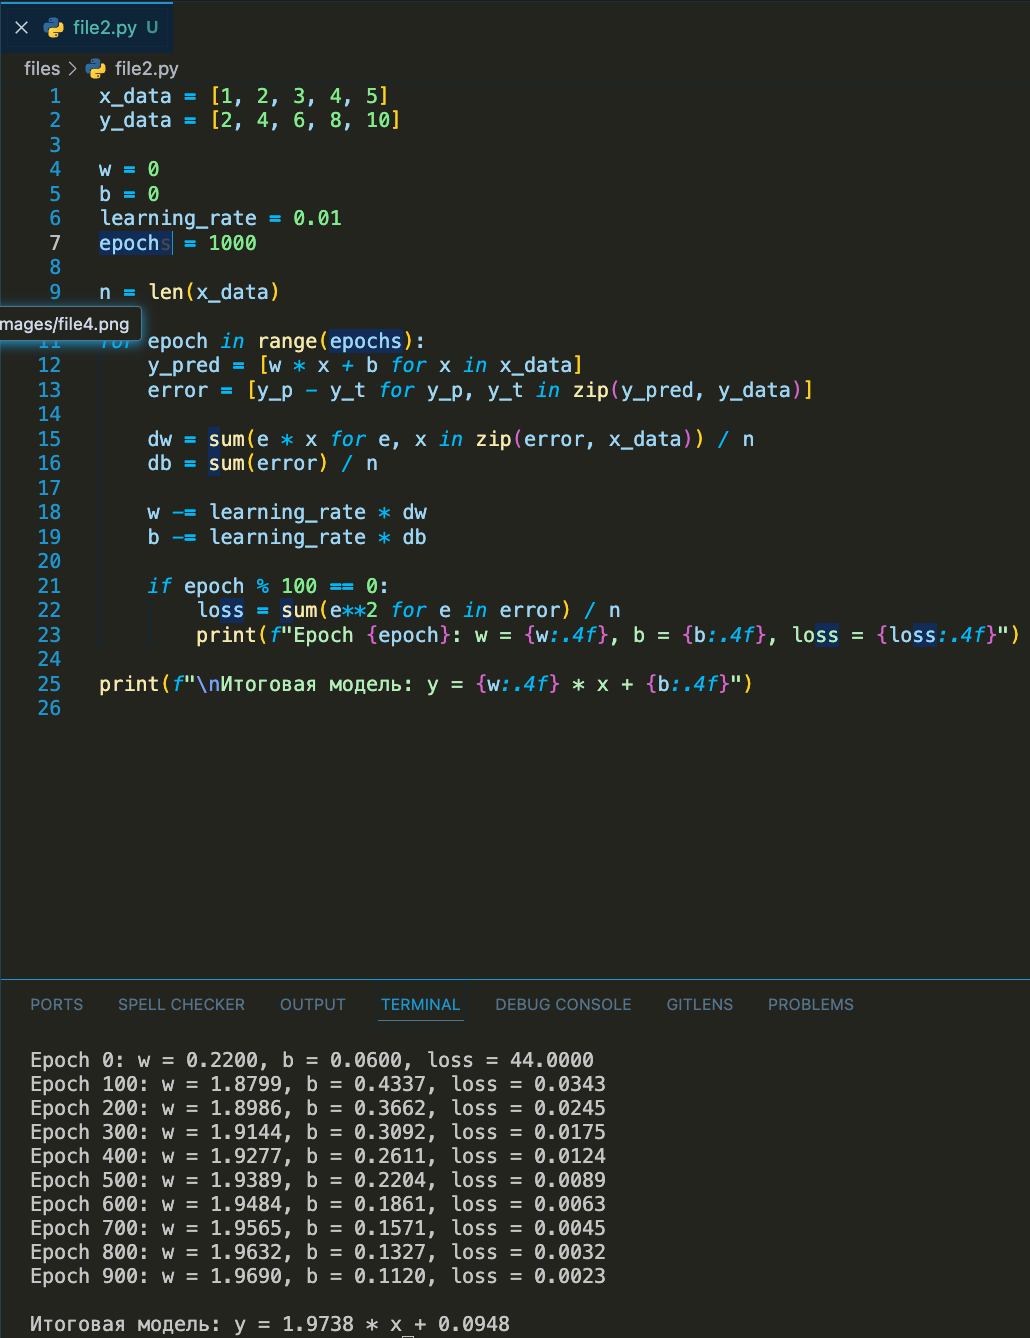 file2.py U
files > file2.py
1 x_data = [1, 2, 3, 4, 5]
2 y_data = [2, 4, 6, 8, 10]
3
4 w = 0
5 b = 0
6 learning_rate = 0.01
7 epochs = 1000
8
9 n = len(x_data)
mages/file4.png
11 for epoch in range(epochs):
12 y_pred = [w * x + b for x in x_data]
13 error = [y_p - y_t for y_p, y_t in zip(y_pred, y_data)]
14
15 dw = sum(e * x for e, x in zip(error, x_data)) / n
16 db = sum(error) / n
17
18 w -= learning_rate * dw
19 b -= learning_rate * db
20
21 if epoch % 100 == 0:
22 loss = sum(e**2 for e in error) / n
23 print(f"Epoch {epoch}: w = {w:.4f}, b = {b:.4f}, loss = {loss:.4f}")
24
25 print(f"\nИтоговая модель: y = {w:.4f} * x + {b:.4f}")
26
PORTS SPELL CHECKER OUTPUT TERMINAL DEBUG CONSOLE GITLENS PROBLEMS
Epoch 0: w = 0.2200, b = 0.0600, loss = 44.0000
Epoch 100: w = 1.8799, b = 0.4337, loss = 0.0343
Epoch 200: w = 1.8986, b = 0.3662, loss = 0.0245
Epoch 300: w = 1.9144, b = 0.3092, loss = 0.0175
Epoch 400: w = 1.9277, b = 0.2611, loss = 0.0124
Epoch 500: w = 1.9389, b = 0.2204, loss = 0.0089
Epoch 600: w = 1.9484, b = 0.1861, loss = 0.0063
Epoch 700: w = 1.9565, b = 0.1571, loss = 0.0045
Epoch 800: w = 1.9632, b = 0.1327, loss = 0.0032
Epoch 900: w = 1.9690, b = 0.1120, loss = 0.0023
Итоговая модель: y = 1.9738 * x + 0.0948